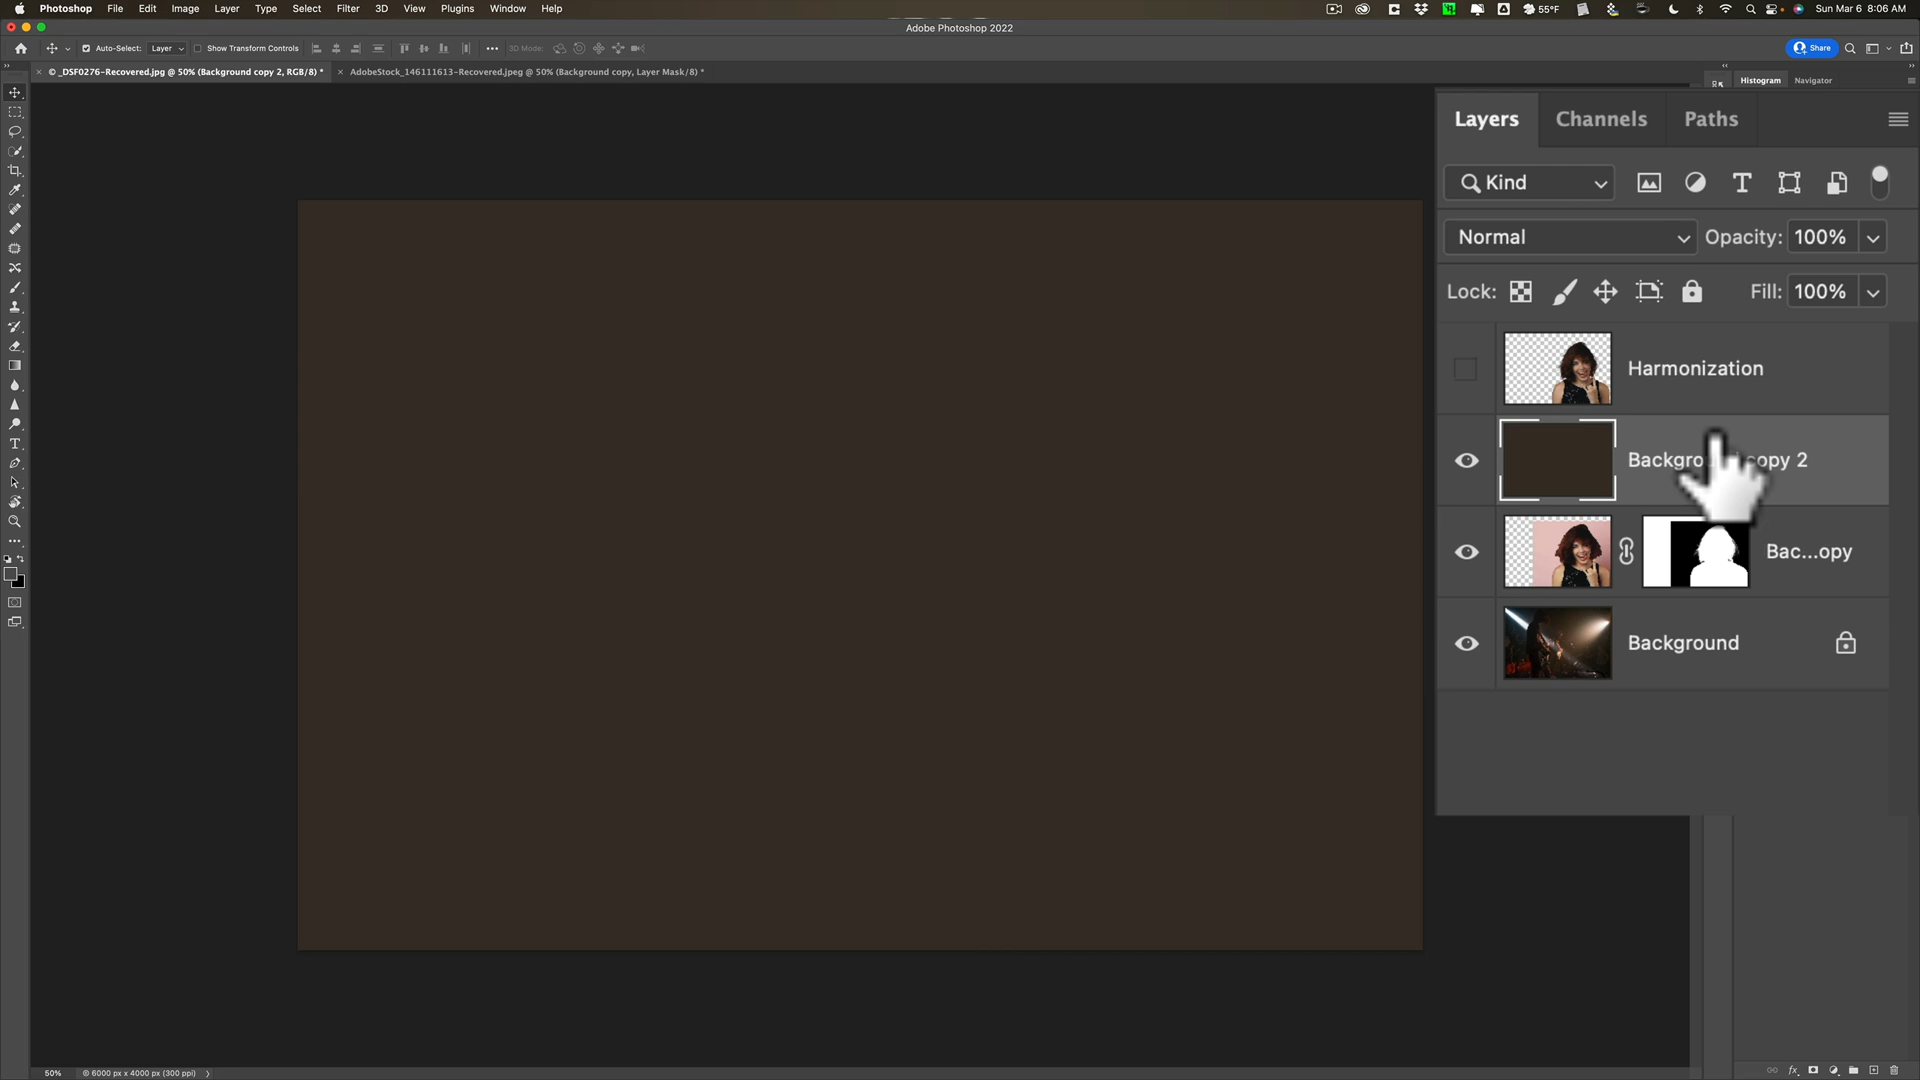 Photoshop File Edit Image Layer Type Select Filter 3D View Plugins Window Help
55°F Sun Mar 6 8:06 AM
Adobe Photoshop 2022
Auto-Select: Layer Show Transform Controls 3D Mode: Share
© _DSF0276-Recovered.jpg @ 50% (Background copy 2, RGB/8) * AdobeStock_146111613-Recovered.jpeg @ 50% (Background copy, Layer Mask/8) *
Histogram Navigator
Layers Channels Paths
Kind
Normal Opacity: 100%
Lock: Fill: 100%
Harmonization
Backgro copy 2
Bac...opy
Background
50% 6000 px x 4000 px (300 ppi)